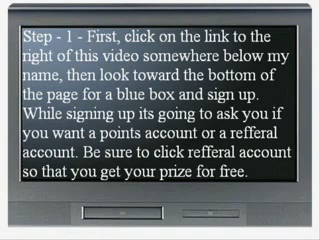 Step - 1 - First, click on the link to the
right of this video somewhere below my
name, then look toward the bottom of
the page for a blue box and sign up.
While signing up its going to ask you if
you want a points account or a refferal
account. Be sure to click refferal account
so that you get your prize for free.